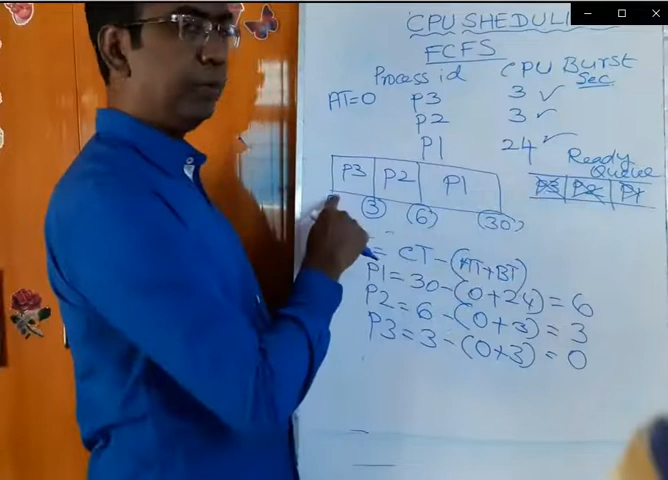 CPU SHEDULI
FCFS
Process id CPU Burst
Sec
AT=0 P3 3 ✓
P2 3 ✓
P1 24 ✓
Ready
Queue
P3 P2 P1
P3 P2 P1
3 6 30
= CT - (AT+BT)
P1 = 30 - (0+24) = 6
P2 = 6 - (0+3) = 3
P3 = 3 - (0+3) = 0